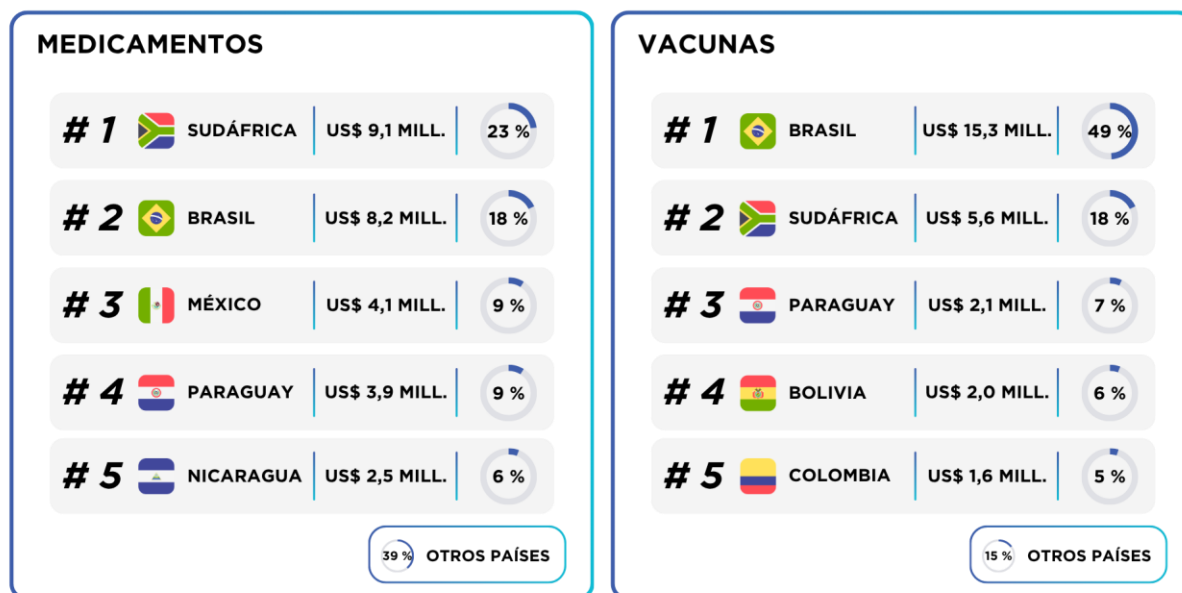 MEDICAMENTOS
# 1 SUDÁFRICA US$ 9,1 MILL. 23 %
# 2 BRASIL US$ 8,2 MILL. 18 %
# 3 MÉXICO US$ 4,1 MILL. 9 %
# 4 PARAGUAY US$ 3,9 MILL. 9 %
# 5 NICARAGUA US$ 2,5 MILL. 6 %
39 % OTROS PAÍSES
VACUNAS
# 1 BRASIL US$ 15,3 MILL. 49 %
# 2 SUDÁFRICA US$ 5,6 MILL. 18 %
# 3 PARAGUAY US$ 2,1 MILL. 7 %
# 4 BOLIVIA US$ 2,0 MILL. 6 %
# 5 COLOMBIA US$ 1,6 MILL. 5 %
15 % OTROS PAÍSES